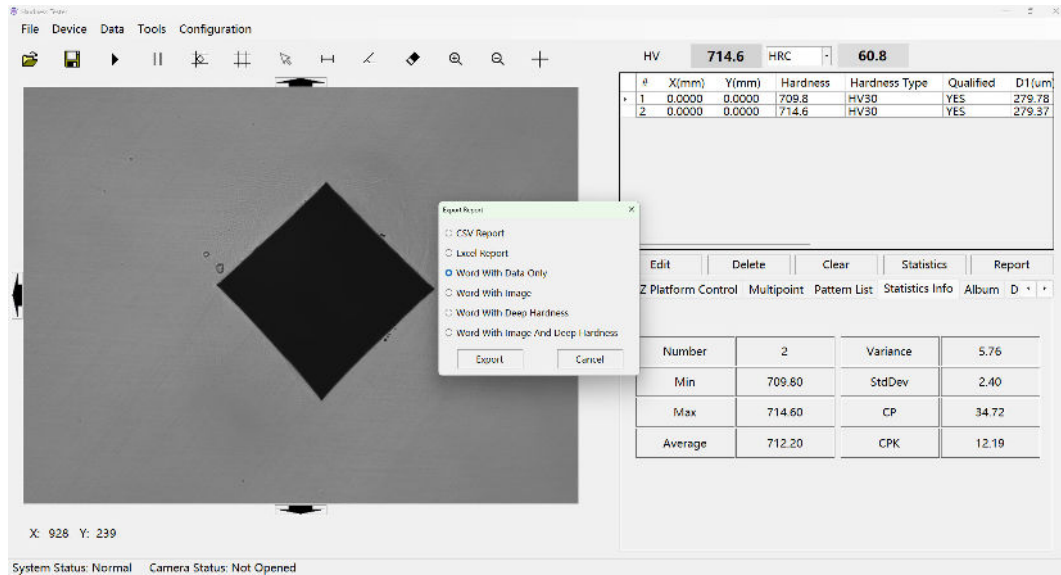 Hardness Tester
File Device Data Tools Configuration
HV 714.6 HRC 60.8
# X(mm) Y(mm) Hardness Hardness Type Qualified D1(um)
1 0.0000 0.0000 709.8 HV30 YES 279.78
2 0.0000 0.0000 714.6 HV30 YES 279.37
Export Report
CSV Report
Excel Report
Word With Data Only
Word With Image
Word With Deep Hardness
Word With Image And Deep Hardness
Export Cancel
Edit Delete Clear Statistics Report
Z Platform Control Multipoint Pattern List Statistics Info Album D
Number 2 Variance 5.76
Min 709.80 StdDev 2.40
Max 714.60 CP 34.72
Average 712.20 CPK 12.19
X: 928 Y: 239
System Status: Normal Camera Status: Not Opened